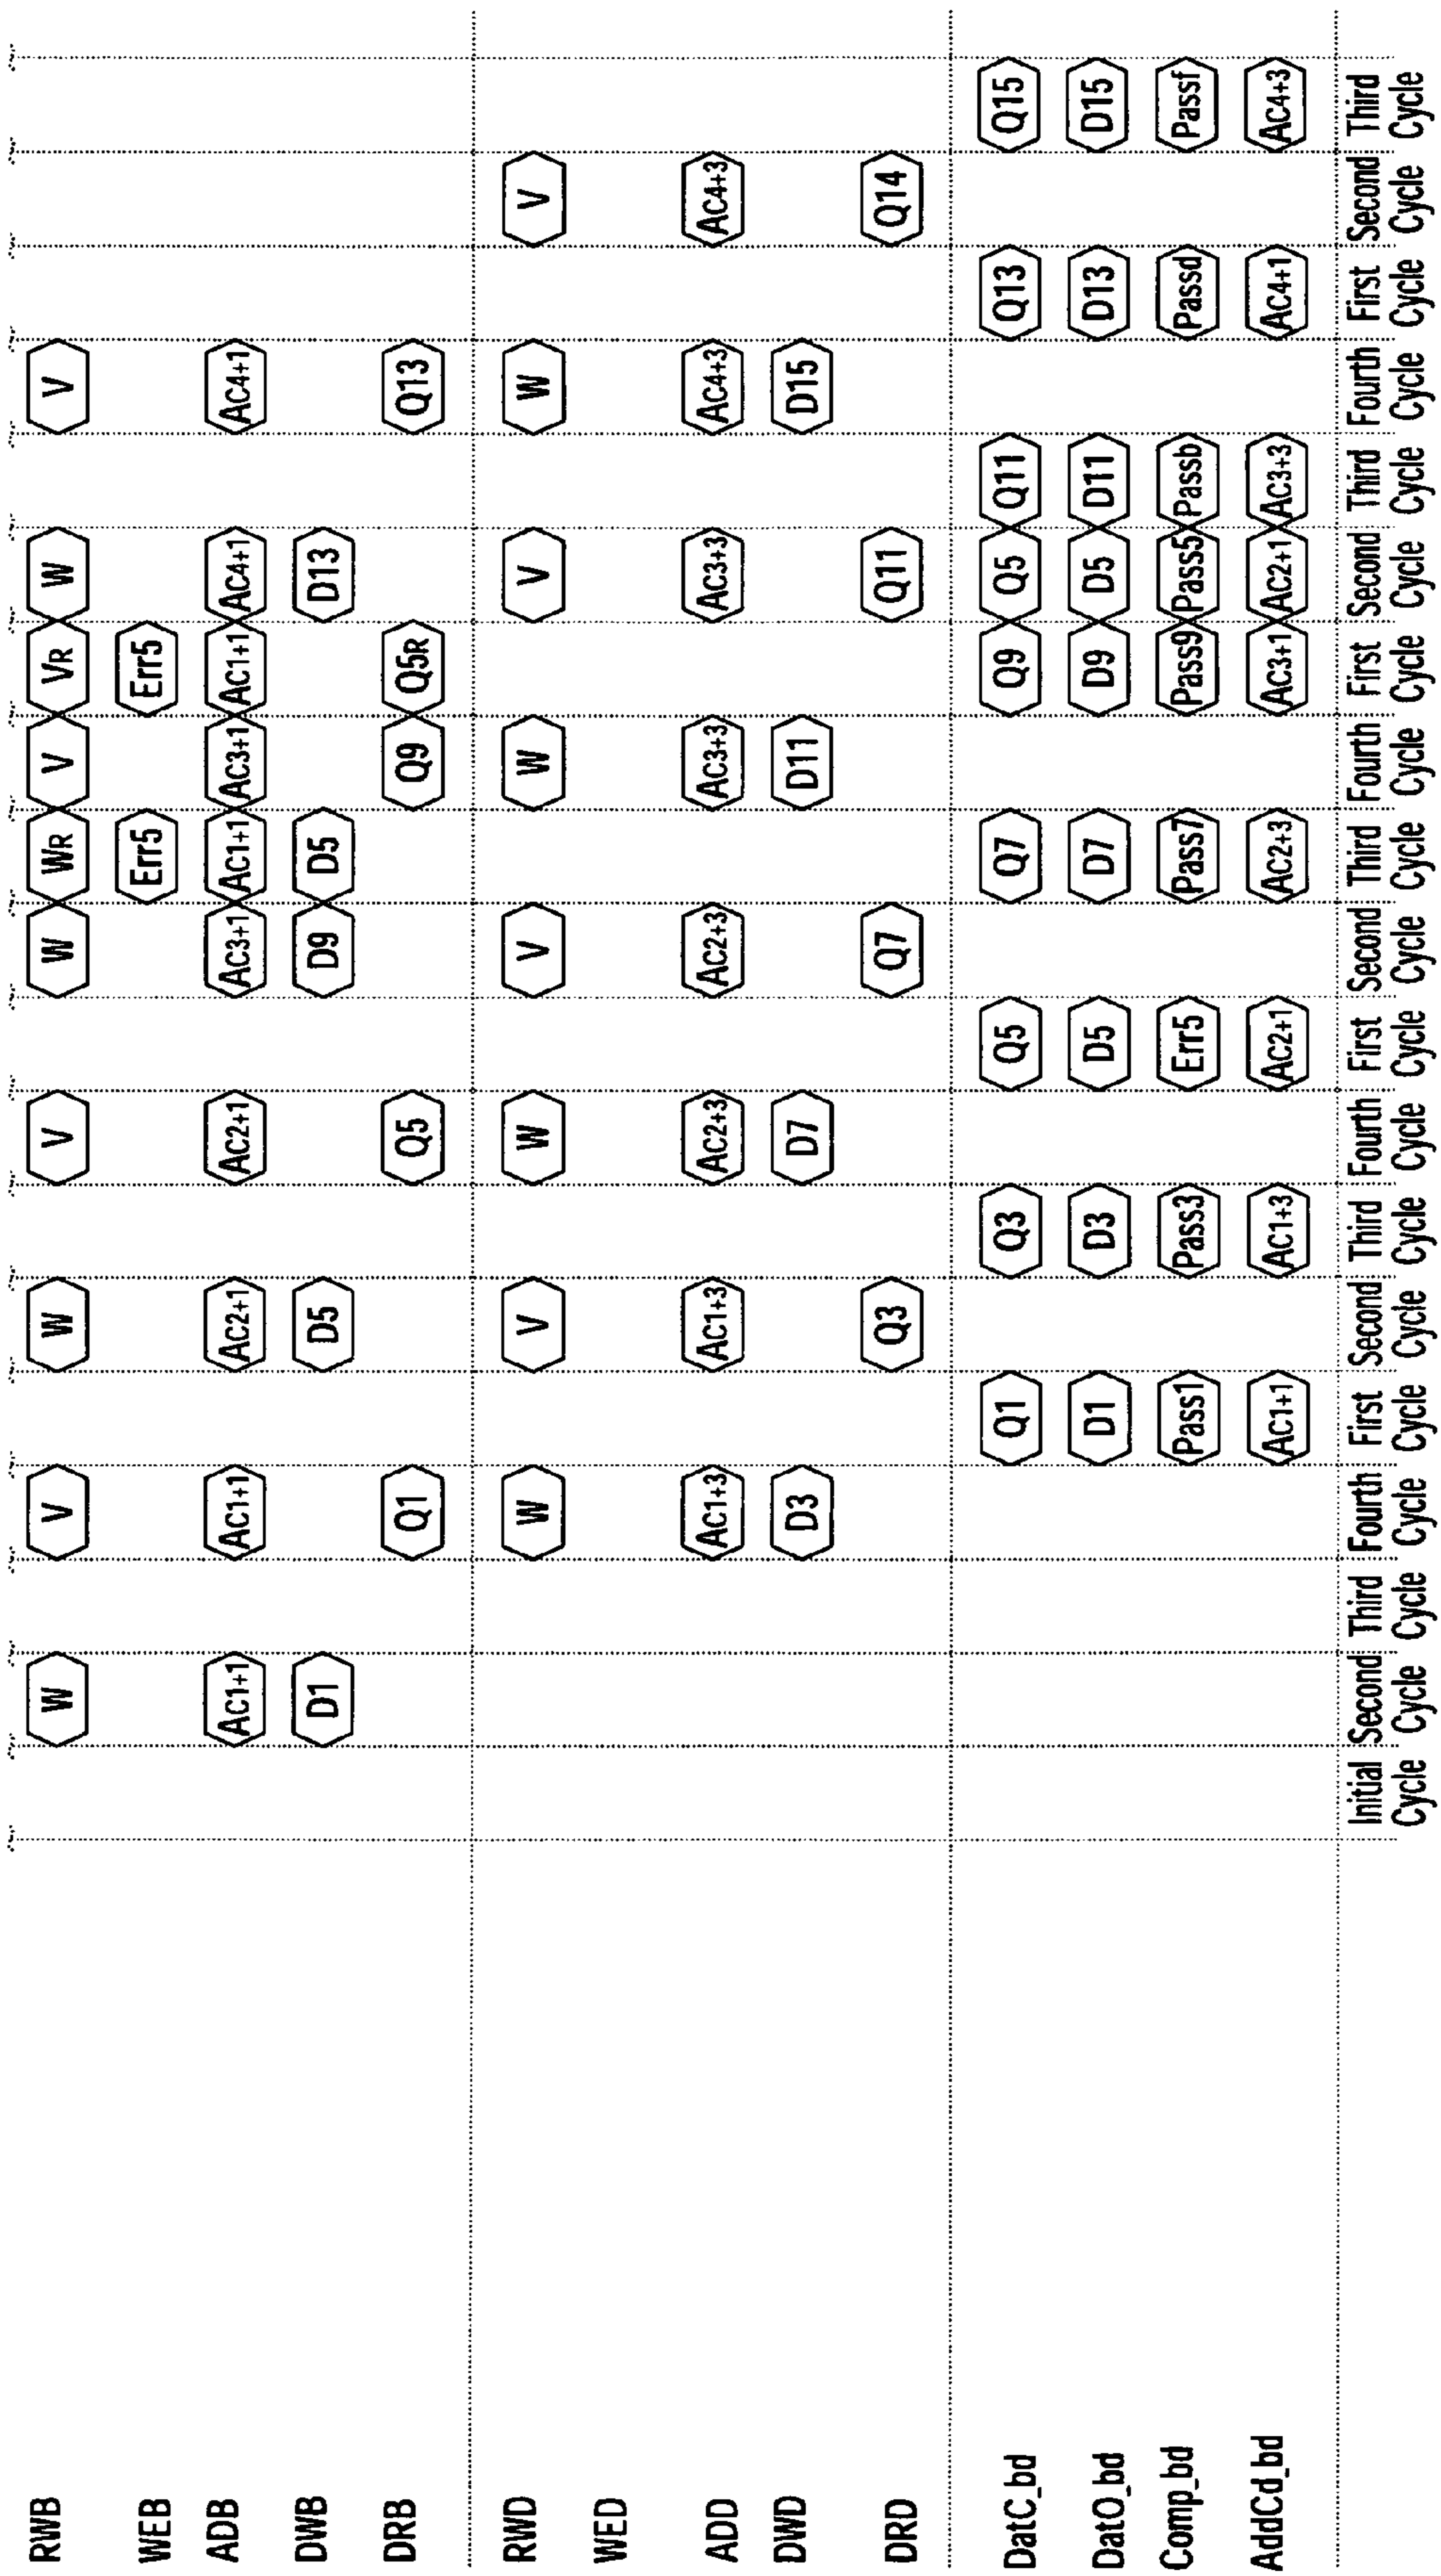 RWB W V W V W WR V VR W V
WEB Err5 Err5
ADB AC1+1 AC1+1 AC2+1 AC2+1 AC3+1 AC1+1 AC3+1 AC1+1 AC4+1 AC4+1
DWB D1 D5 D9 D5 D13
DRB Q1 Q5 Q9 Q5R Q13
RWD W V W V W V W V
WED
ADD AC1+3 AC1+3 AC2+3 AC2+3 AC3+3 AC3+3 AC4+3 AC4+3
DWD D3 D7 D11 D15
DRD Q3 Q7 Q11 Q14
DatC_bd Q1 Q3 Q5 Q7 Q9 Q5 Q11 Q13 Q15
DatO_bd D1 D3 D5 D7 D9 D5 D11 D13 D15
Comp_bd Pass1 Pass3 Err5 Pass7 Pass9 Pass5 Passb Passd Passf
AddCd_bd AC1+1 AC1+3 AC2+1 AC2+3 AC3+1 AC2+1 AC3+3 AC4+1 AC4+3
Initial Second Third Fourth First Second Third Fourth First Second Third Fourth First Second Third Fourth First Second Third
Cycle Cycle Cycle Cycle Cycle Cycle Cycle Cycle Cycle Cycle Cycle Cycle Cycle Cycle Cycle Cycle Cycle Cycle Cycle